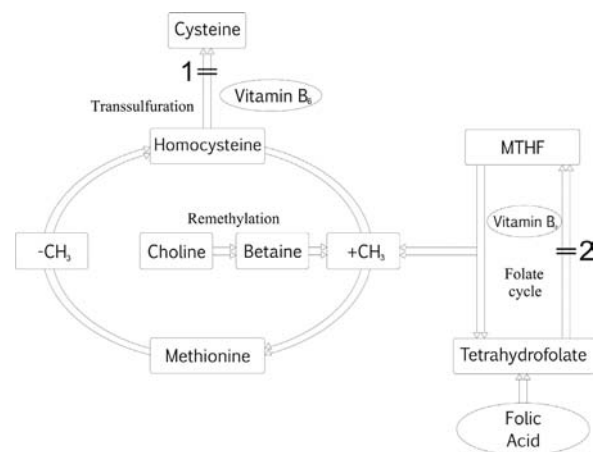 Cysteine
1
Vitamin B₆
Transsulfuration
Homocysteine
MTHF
Remethylation
Vitamin B
-CH₃
Choline
Betaine
+CH₃
2
Folate
cycle
Methionine
Tetrahydrofolate
Folic
Acid